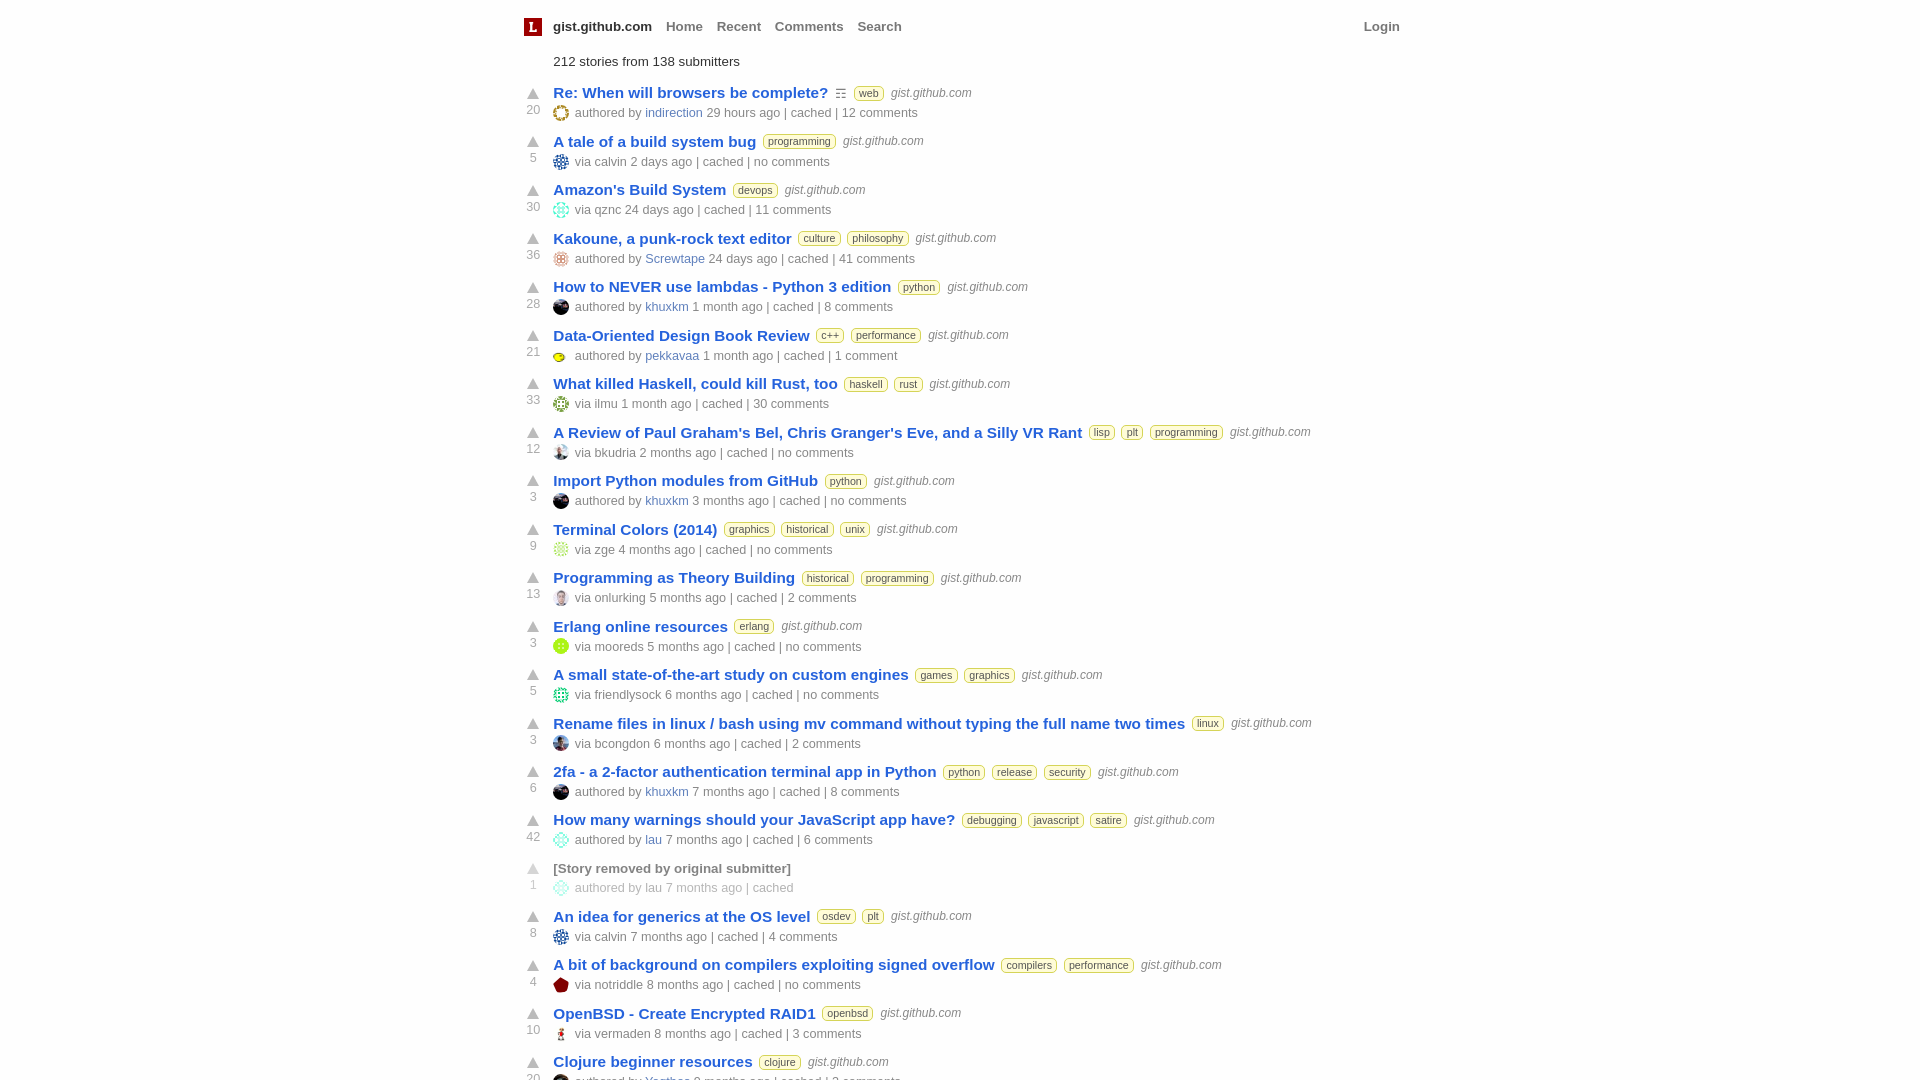 L gist.github.com Home Recent Comments Search Login
212 stories from 138 submitters
Re: When will browsers be complete? ☶ web gist.github.com
20 authored by indirection 29 hours ago | cached | 12 comments
A tale of a build system bug programming gist.github.com
5 via calvin 2 days ago | cached | no comments
Amazon's Build System devops gist.github.com
30 via qznc 24 days ago | cached | 11 comments
Kakoune, a punk-rock text editor culture philosophy gist.github.com
36 authored by Screwtape 24 days ago | cached | 41 comments
How to NEVER use lambdas - Python 3 edition python gist.github.com
28 authored by khuxkm 1 month ago | cached | 8 comments
Data-Oriented Design Book Review c++ performance gist.github.com
21 authored by pekkavaa 1 month ago | cached | 1 comment
What killed Haskell, could kill Rust, too haskell rust gist.github.com
33 via ilmu 1 month ago | cached | 30 comments
A Review of Paul Graham's Bel, Chris Granger's Eve, and a Silly VR Rant lisp plt programming gist.github.com
12 via bkudria 2 months ago | cached | no comments
Import Python modules from GitHub python gist.github.com
3 authored by khuxkm 3 months ago | cached | no comments
Terminal Colors (2014) graphics historical unix gist.github.com
9 via zge 4 months ago | cached | no comments
Programming as Theory Building historical programming gist.github.com
13 via onlurking 5 months ago | cached | 2 comments
Erlang online resources erlang gist.github.com
3 via mooreds 5 months ago | cached | no comments
A small state-of-the-art study on custom engines games graphics gist.github.com
5 via friendlysock 6 months ago | cached | no comments
Rename files in linux / bash using mv command without typing the full name two times linux gist.github.com
3 via bcongdon 6 months ago | cached | 2 comments
2fa - a 2-factor authentication terminal app in Python python release security gist.github.com
6 authored by khuxkm 7 months ago | cached | 8 comments
How many warnings should your JavaScript app have? debugging javascript satire gist.github.com
42 authored by lau 7 months ago | cached | 6 comments
[Story removed by original submitter]
1 authored by lau 7 months ago | cached
An idea for generics at the OS level osdev plt gist.github.com
8 via calvin 7 months ago | cached | 4 comments
A bit of background on compilers exploiting signed overflow compilers performance gist.github.com
4 via notriddle 8 months ago | cached | no comments
OpenBSD - Create Encrypted RAID1 openbsd gist.github.com
10 via vermaden 8 months ago | cached | 3 comments
Clojure beginner resources clojure gist.github.com